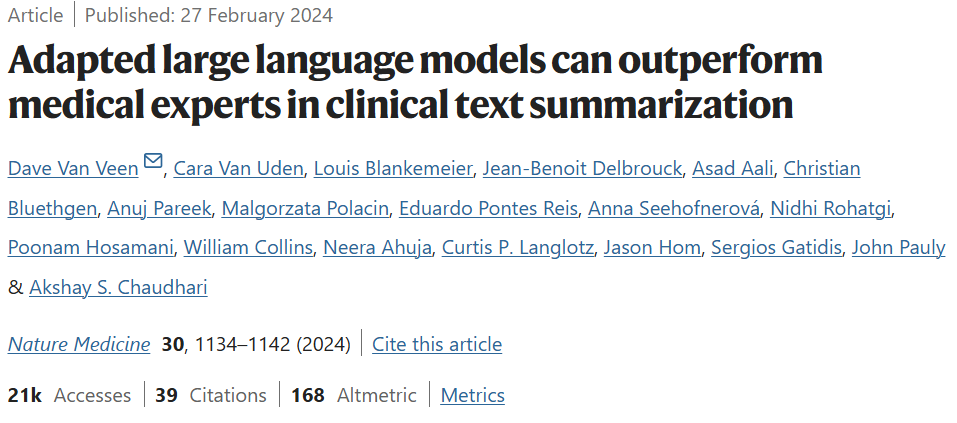 Article | Published: 27 February 2024
Adapted large language models can outperform
medical experts in clinical text summarization
Dave Van Veen, Cara Van Uden, Louis Blankemeier, Jean-Benoit Delbrouck, Asad Aali, Christian
Bluethgen, Anuj Pareek, Malgorzata Polacin, Eduardo Pontes Reis, Anna Seehofnerová, Nidhi Rohatgi,
Poonam Hosamani, William Collins, Neera Ahuja, Curtis P. Langlotz, Jason Hom, Sergios Gatidis, John Pauly
& Akshay S. Chaudhari
Nature Medicine 30, 1134–1142 (2024) | Cite this article
21k Accesses | 39 Citations | 168 Altmetric | Metrics